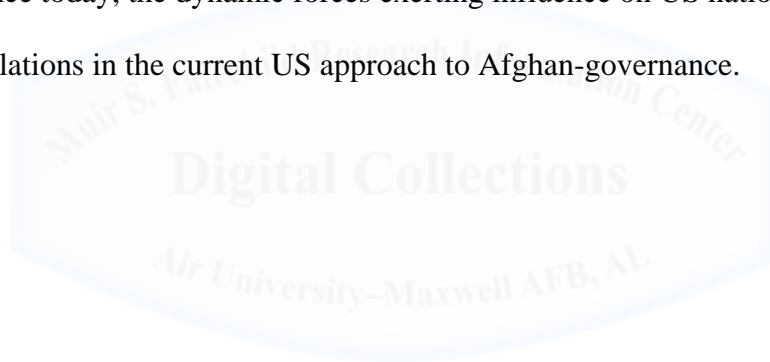 ce today, the dynamic forces exerting influence on US natio
lations in the current US approach to Afghan-governance.
Muir S. Fairchild Research Information Center
Digital Collections
Air University–Maxwell AFB, AL